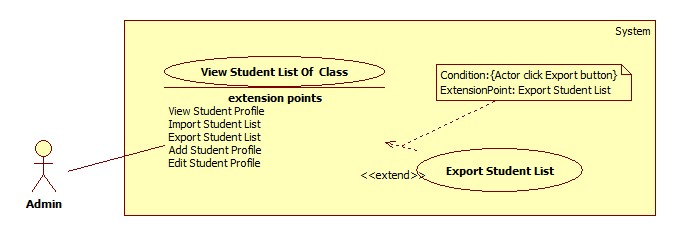 System
View Student List Of Class
extension points
View Student Profile
Import Student List
Export Student List
Add Student Profile
Edit Student Profile
Condition:{Actor click Export button}
ExtensionPoint: Export Student List
<<extend>>
Export Student List
Admin